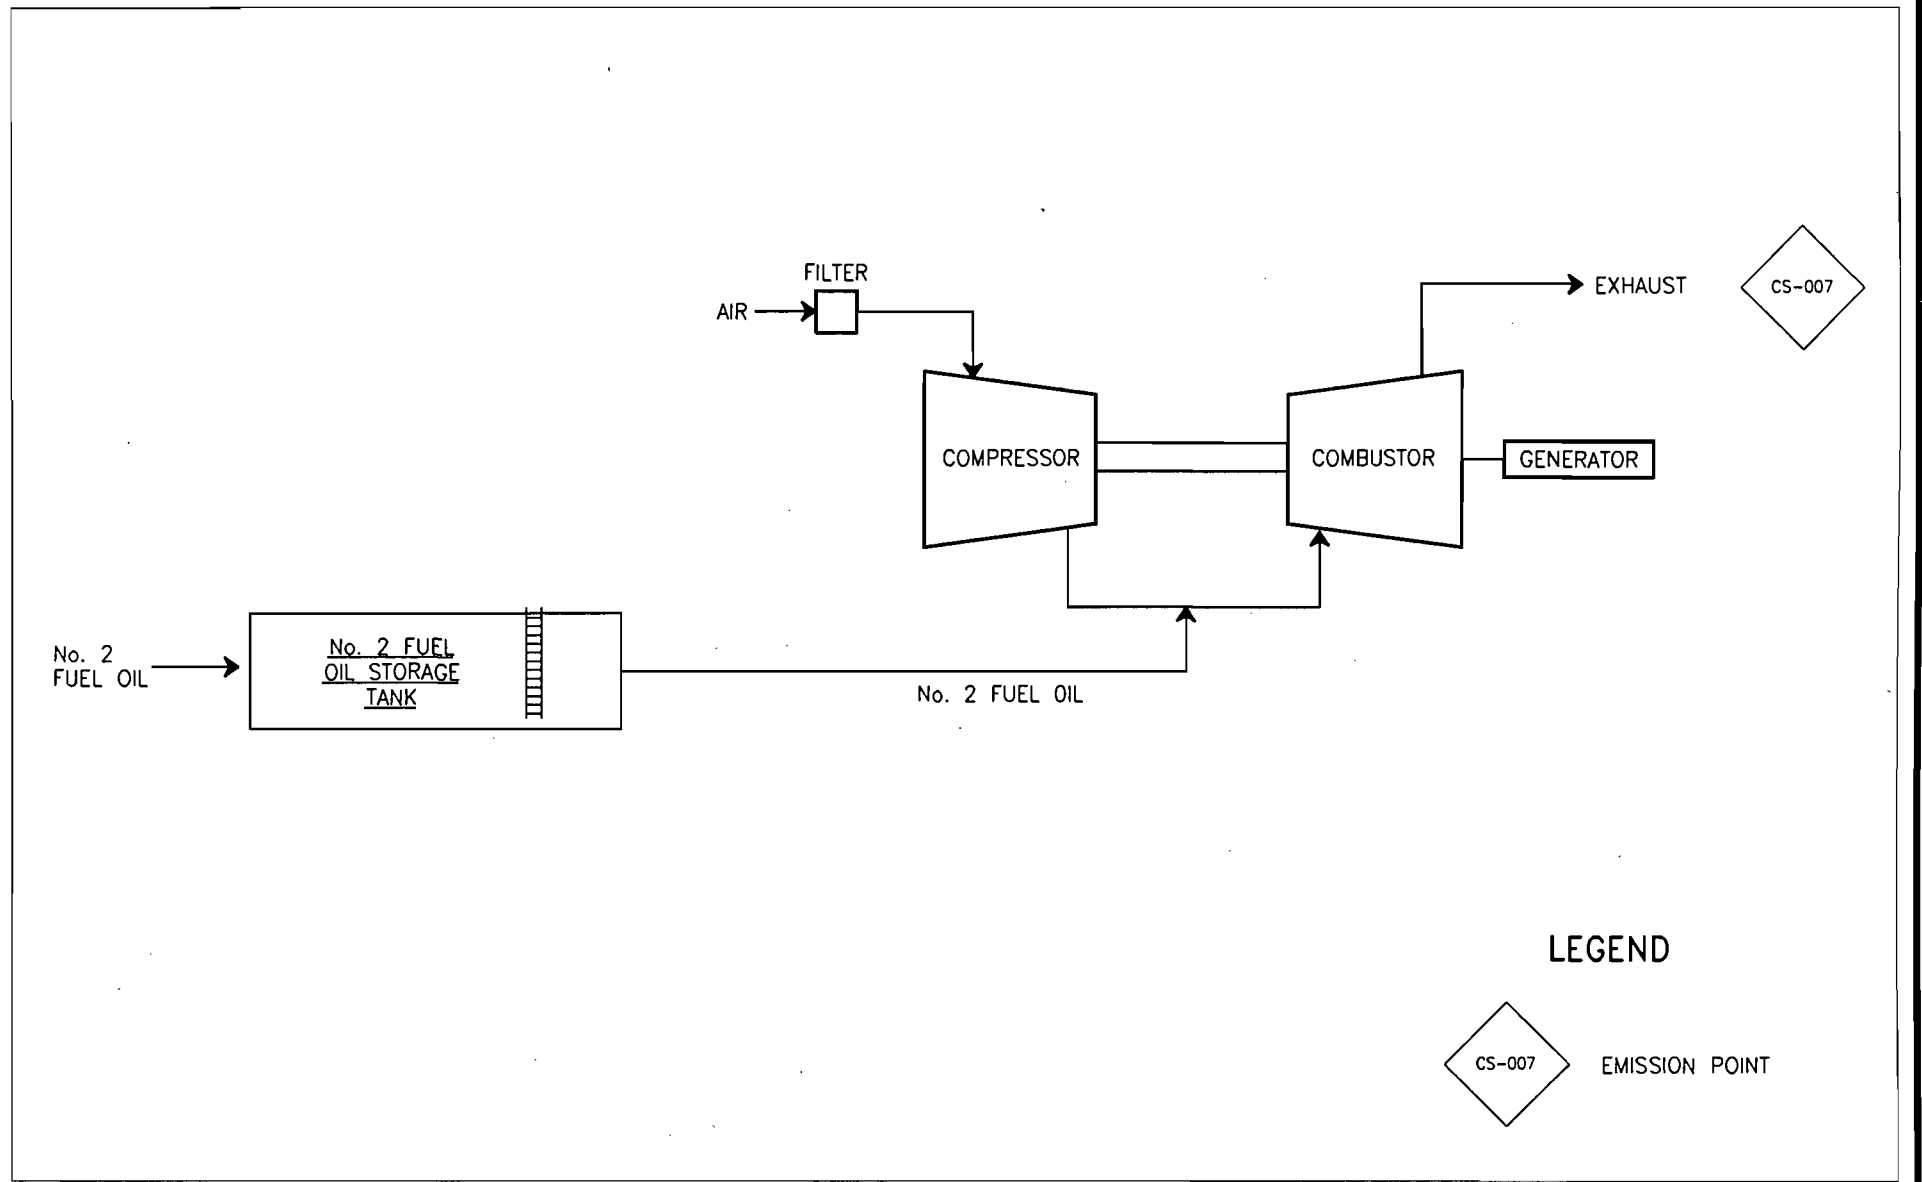 FILTER
AIR
EXHAUST
CS-007
COMPRESSOR
COMBUSTOR
GENERATOR
No. 2
FUEL OIL
No. 2 FUEL
OIL STORAGE
TANK
No. 2 FUEL OIL
LEGEND
CS-007
EMISSION POINT